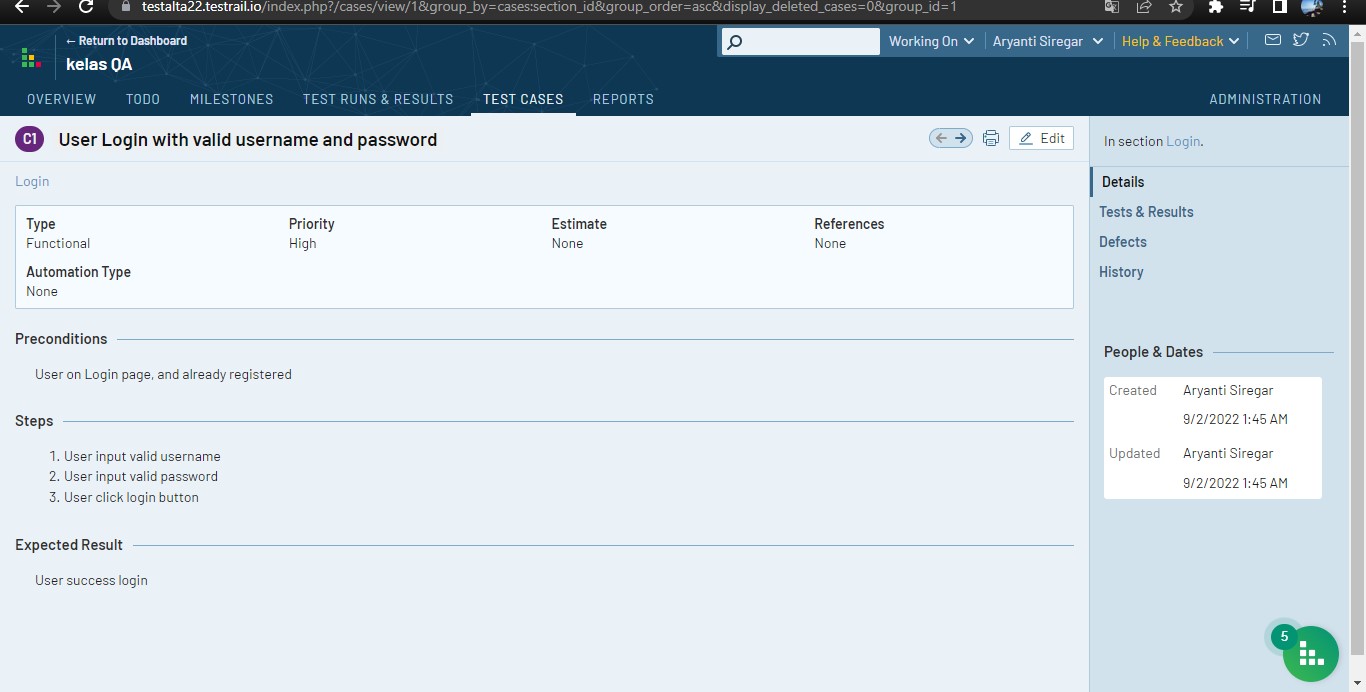 testalta22.testrail.io/index.php?/cases/view/1&group_by=cases:section_id&group_order=asc&display_deleted_cases=0&group_id=1
← Return to Dashboard
kelas QA
Working On
Aryanti Siregar
Help & Feedback
OVERVIEW TODO MILESTONES TEST RUNS & RESULTS TEST CASES REPORTS ADMINISTRATION
C1 User Login with valid username and password
Edit
In section Login.
Login
Details
Tests & Results
Defects
History
Type Priority Estimate References
Functional High None None
Automation Type
None
Preconditions
User on Login page, and already registered
Steps
1. User input valid username
2. User input valid password
3. User click login button
Expected Result
User success login
People & Dates
Created Aryanti Siregar
9/2/2022 1:45 AM
Updated Aryanti Siregar
9/2/2022 1:45 AM
5